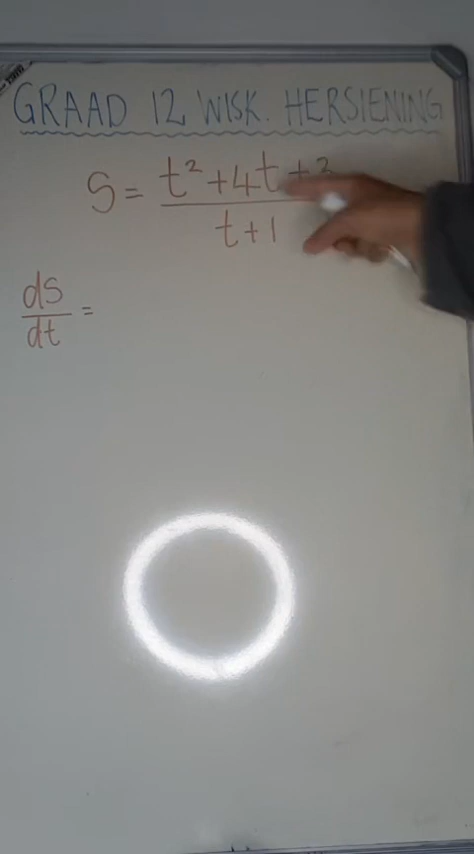 GRAAD 12 WISK. HERSIENING
S = t² + 4t +
t + 1
ds
dt =